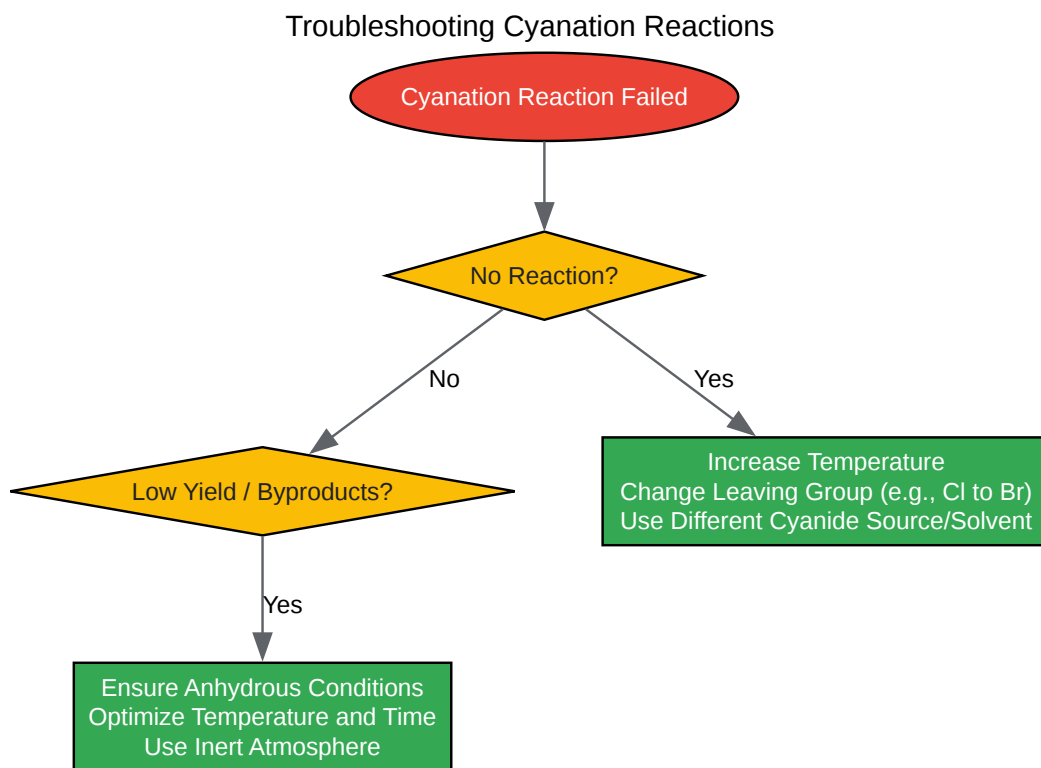 Troubleshooting Cyanation Reactions
Cyanation Reaction Failed
No Reaction?
No
Yes
Low Yield / Byproducts?
Increase Temperature
Change Leaving Group (e.g., Cl to Br)
Use Different Cyanide Source/Solvent
Yes
Ensure Anhydrous Conditions
Optimize Temperature and Time
Use Inert Atmosphere